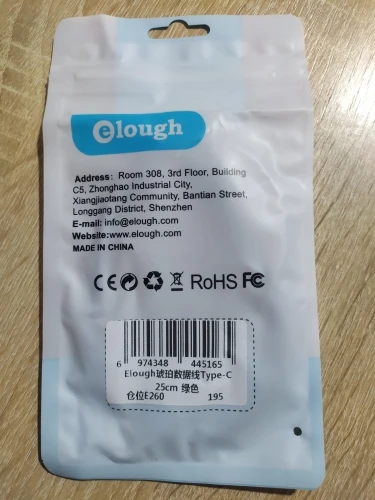 elough
Address: Room 308, 3rd Floor, Building
C5, Zhonghao Industrial City,
Xiangjiaotang Community, Bantian Street,
Longgang District, Shenzhen
E-mail: info@elough.com
Website:www.elough.com
MADE IN CHINA
CE RoHS FC
6 974348 445165
Elough琥珀数据线Type-C
25cm 绿色
仓位E260 195